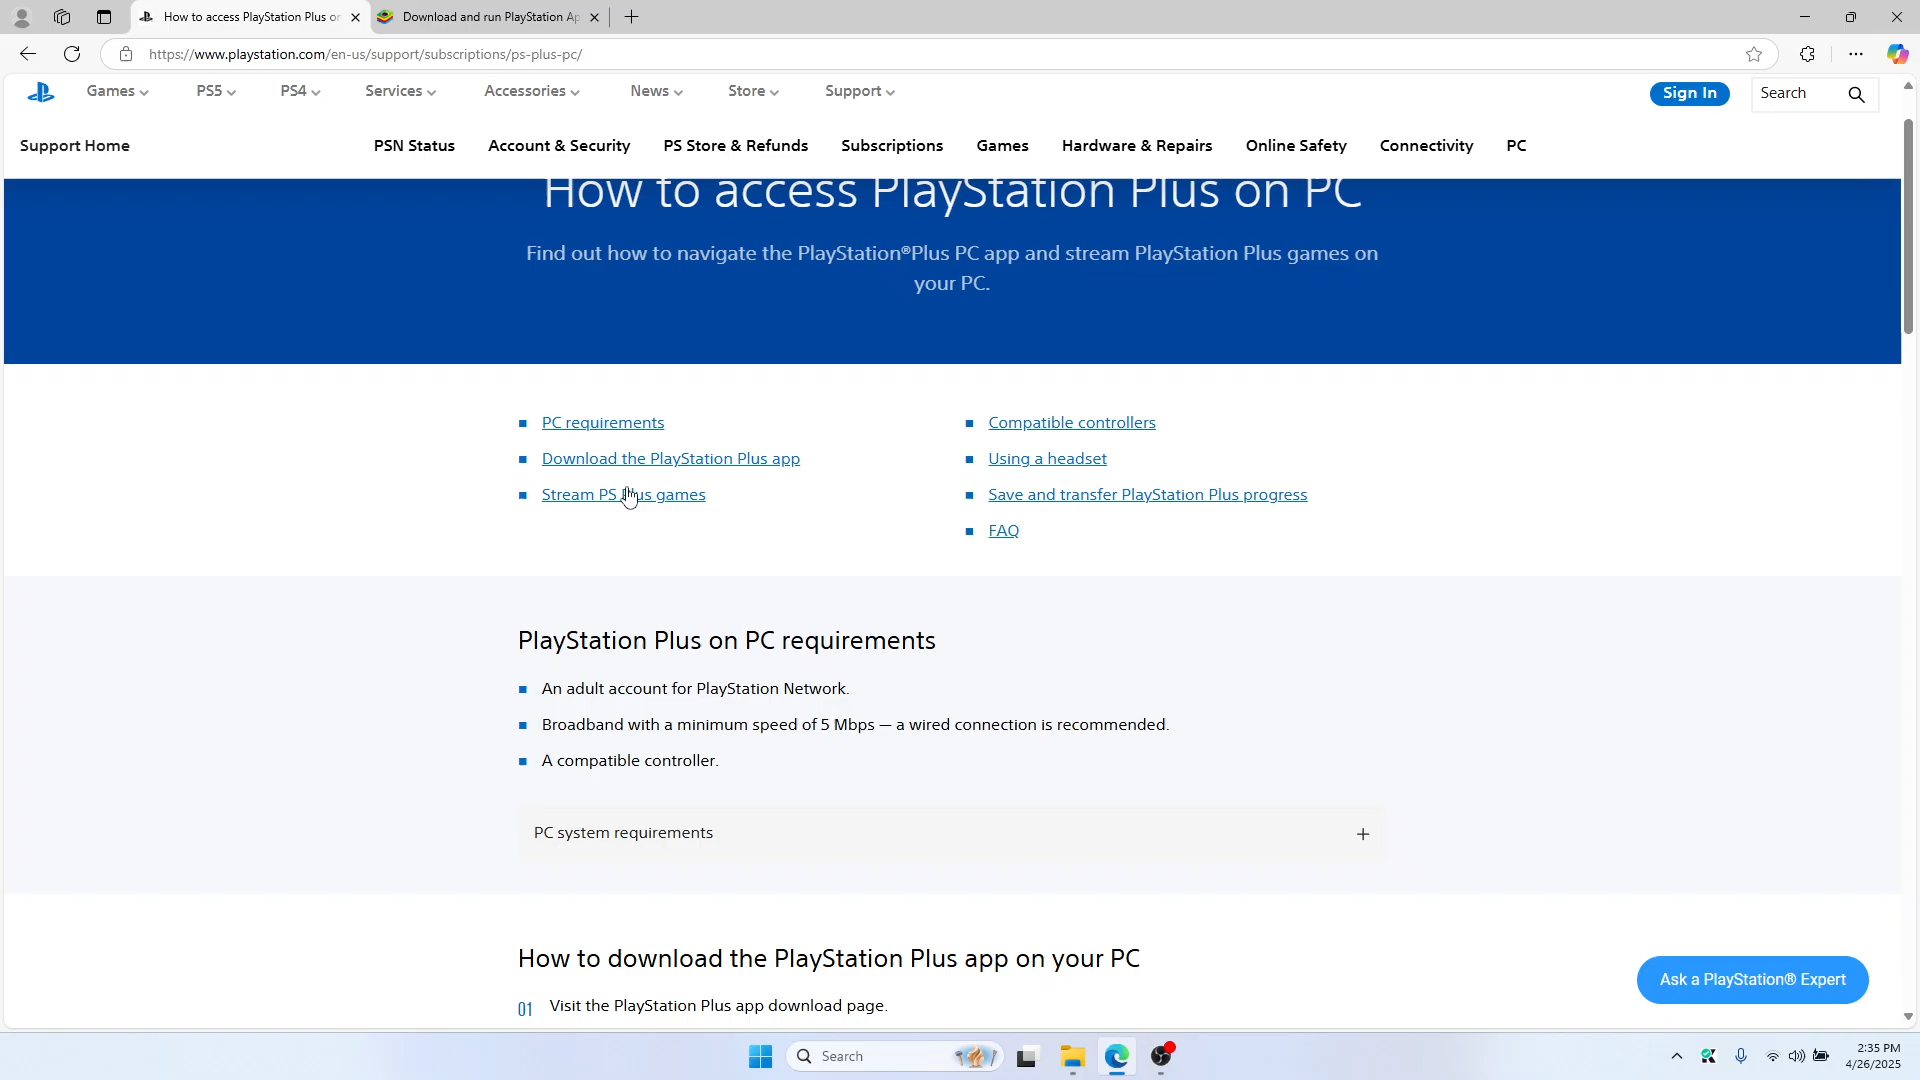 How to access PlayStation Plus or
Download and run PlayStation Ap
https://www.playstation.com/en-us/support/subscriptions/ps-plus-pc/
Games
PS5
PS4
Services
Accessories
News
Store
Support
Sign In
Search
Support Home
PSN Status
Account & Security
PS Store & Refunds
Subscriptions
Games
Hardware & Repairs
Online Safety
Connectivity
PC
How to access PlayStation Plus on PC
Find out how to navigate the PlayStation®Plus PC app and stream PlayStation Plus games on
your PC.
PC requirements
Download the PlayStation Plus app
Stream PS Plus games
Compatible controllers
Using a headset
Save and transfer PlayStation Plus progress
FAQ
PlayStation Plus on PC requirements
An adult account for PlayStation Network.
Broadband with a minimum speed of 5 Mbps — a wired connection is recommended.
A compatible controller.
PC system requirements
How to download the PlayStation Plus app on your PC
01 Visit the PlayStation Plus app download page.
Ask a PlayStation® Expert
Search
2:35 PM
4/26/2025